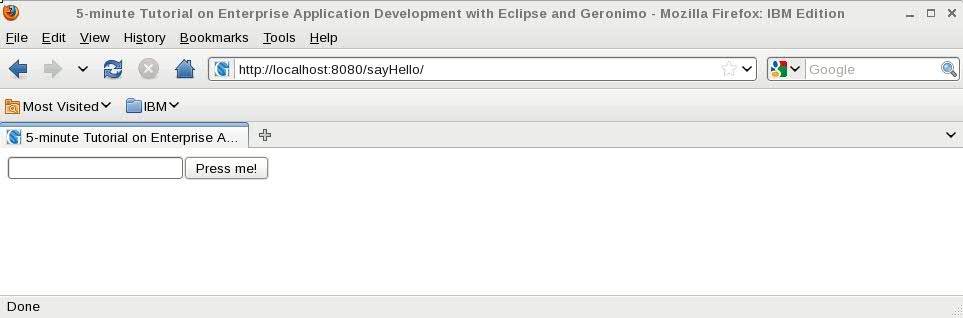 5-minute Tutorial on Enterprise Application Development with Eclipse and Geronimo - Mozilla Firefox: IBM Edition
File Edit View History Bookmarks Tools Help
http://localhost:8080/sayHello/ Google
Most Visited IBM
5-minute Tutorial on Enterprise A...
Press me!
Done